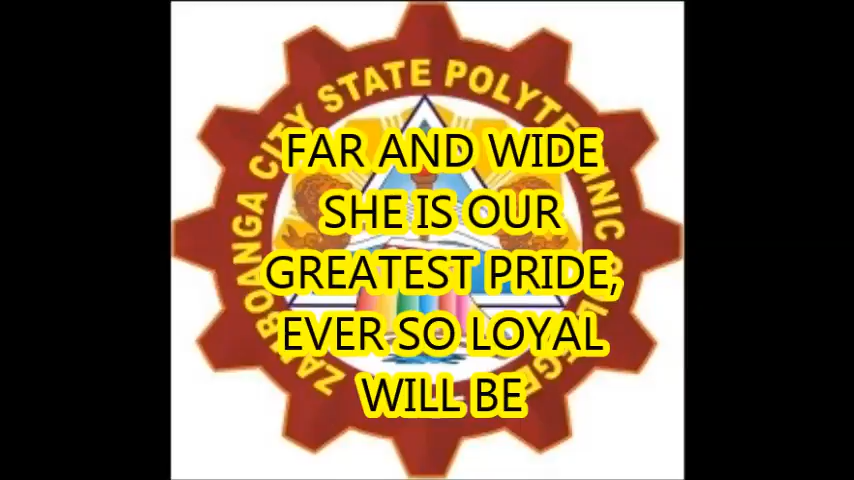 ZAMBOANGA CITY STATE POLYTECHNIC COLLEGE
FAR AND WIDE
SHE IS OUR
GREATEST PRIDE,
EVER SO LOYAL
WILL BE